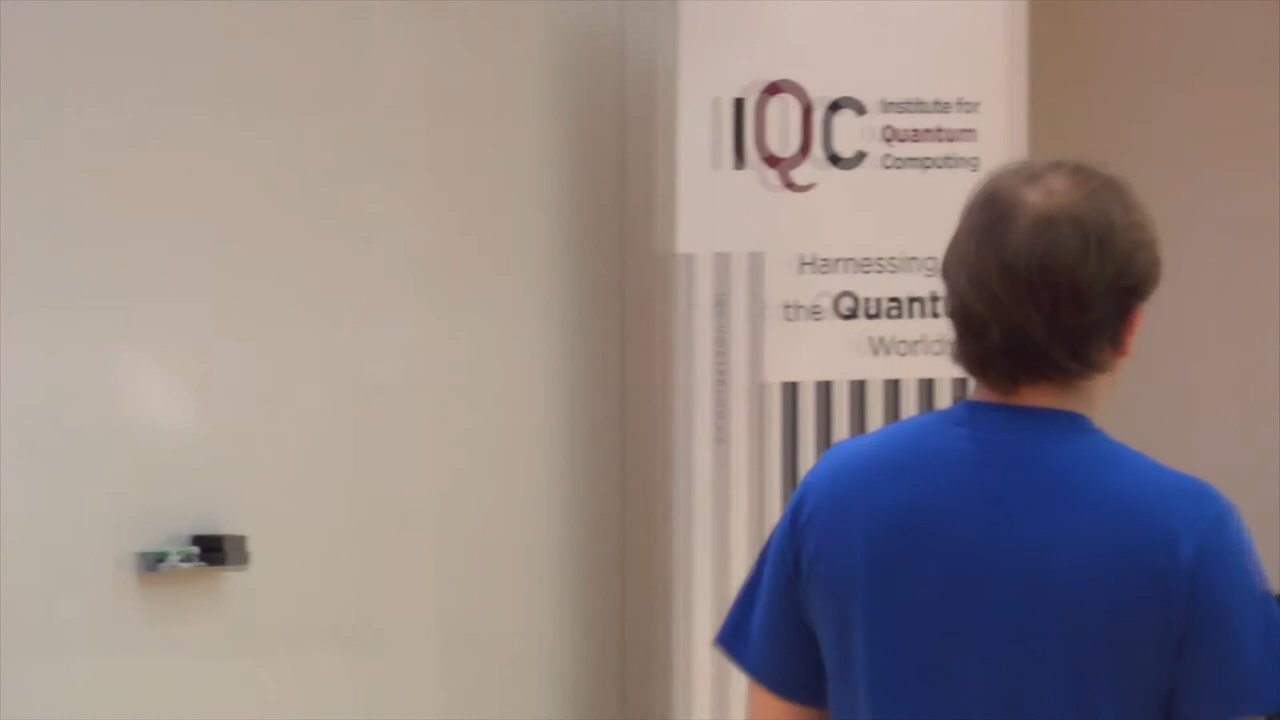 IQC
Institute for
Quantum
Computing
Harnessing
the Quant
World